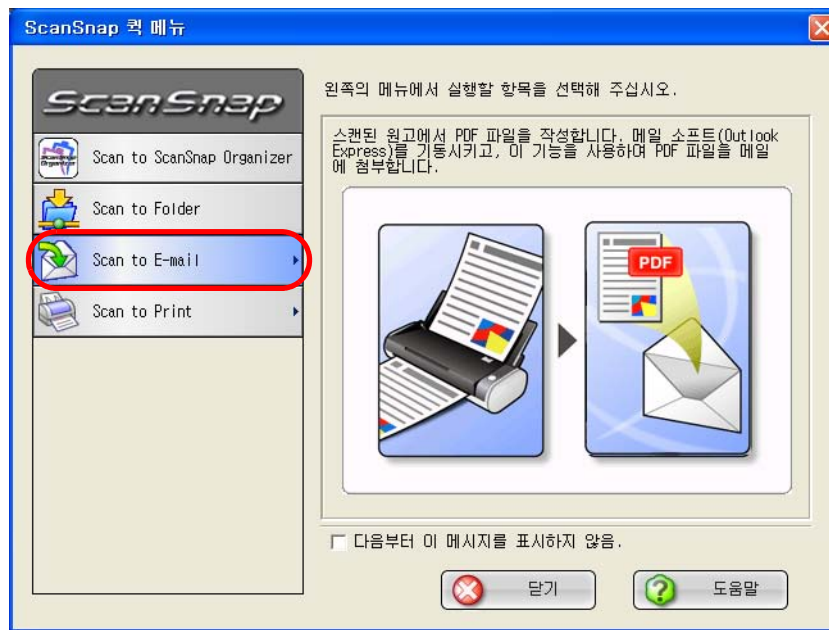 ScanSnap 퀵 메뉴
ScanSnap
왼쪽의 메뉴에서 실행할 항목을 선택해 주십시오.
Scan to ScanSnap Organizer
Scan to Folder
Scan to E-mail
Scan to Print
스캔된 원고에서 PDF 파일을 작성합니다. 메일 소프트(Outlook
Express)를 기동시키고, 이 기능을 사용하여 PDF 파일을 메일
에 첨부합니다.
PDF
다음부터 이 메시지를 표시하지 않음.
닫기
도움말